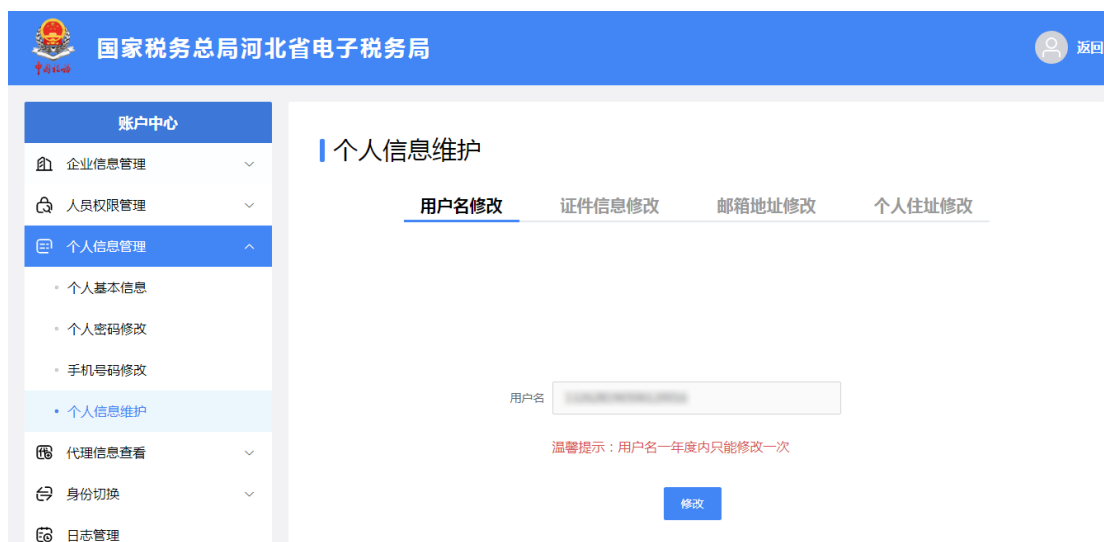 国家税务总局河北省电子税务局
返回
中国税务
账户中心
企业信息管理
人员权限管理
个人信息管理
个人基本信息
个人密码修改
手机号码修改
个人信息维护
代理信息查看
身份切换
日志管理
个人信息维护
用户名修改 证件信息修改 邮箱地址修改 个人住址修改
用户名
温馨提示：用户名一年度内只能修改一次
修改